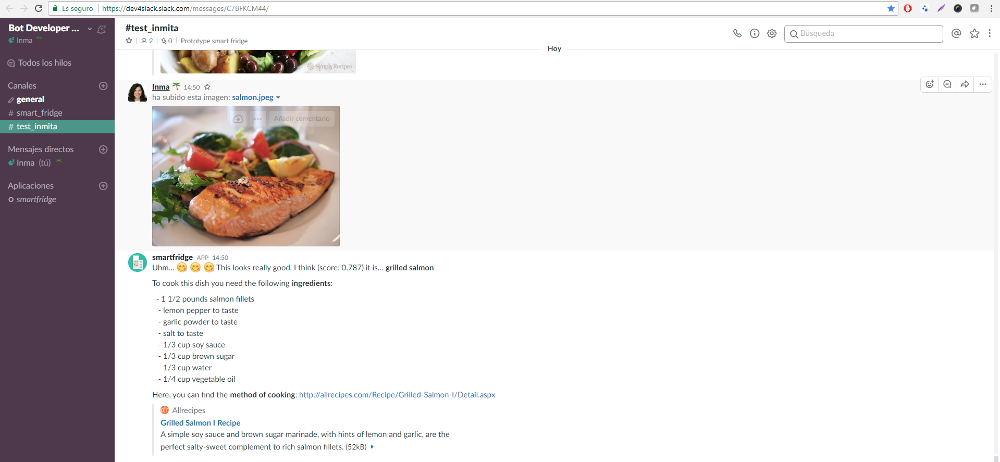 Es seguro https://dev4slack.slack.com/messages/C7BFKCM44/
Bot Developer ...
Inma
Todos los hilos
Canales
general
# smart_fridge
# test_inmita
Mensajes directos
Inma (tú)
Aplicaciones
smartfridge
#test_inmita
2 | 0 | Prototype smart fridge
Búsqueda
Hoy
Simply Recipes
Inma 14:50
ha subido esta imagen: salmon.jpeg
Añadir comentario
smartfridge APP 14:50
Uhm... 😋 😋 😋 This looks really good. I think (score: 0.787) it is... grilled salmon
To cook this dish you need the following ingredients:
- 1 1/2 pounds salmon fillets
- lemon pepper to taste
- garlic powder to taste
- salt to taste
- 1/3 cup soy sauce
- 1/3 cup brown sugar
- 1/3 cup water
- 1/4 cup vegetable oil
Here, you can find the method of cooking: http://allrecipes.com/Recipe/Grilled-Salmon-I/Detail.aspx
ar Allrecipes
Grilled Salmon I Recipe
A simple soy sauce and brown sugar marinade, with hints of lemon and garlic, are the
perfect salty-sweet complement to rich salmon fillets. (52kB)